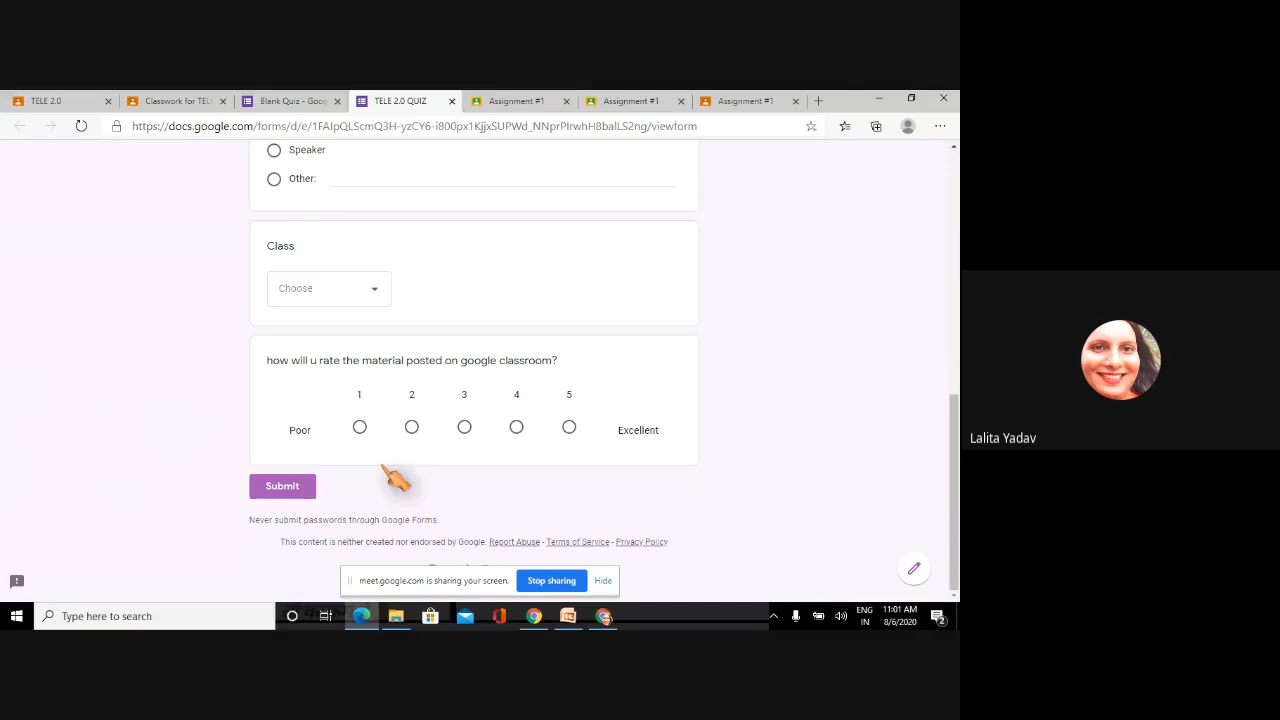 TELE 2.0
Classwork for TEL
Blank Quiz - Goog
TELE 2.0 QUIZ
Assignment #1
Assignment #1
Assignment #1
https://docs.google.com/forms/d/e/1FAIpQLScmQ3H-yzCY6-i800px1KjjxSUPWd_NNprPIrwhH8balLS2ng/viewform
Speaker
Other:
Class
Choose
how will u rate the material posted on google classroom?
1 2 3 4 5
Poor Excellent
Submit
Never submit passwords through Google Forms.
This content is neither created nor endorsed by Google. Report Abuse - Terms of Service - Privacy Policy
meet.google.com is sharing your screen. Stop sharing Hide
Lalita Yadav
Type here to search
ENG 11:01 AM
IN 8/6/2020
2